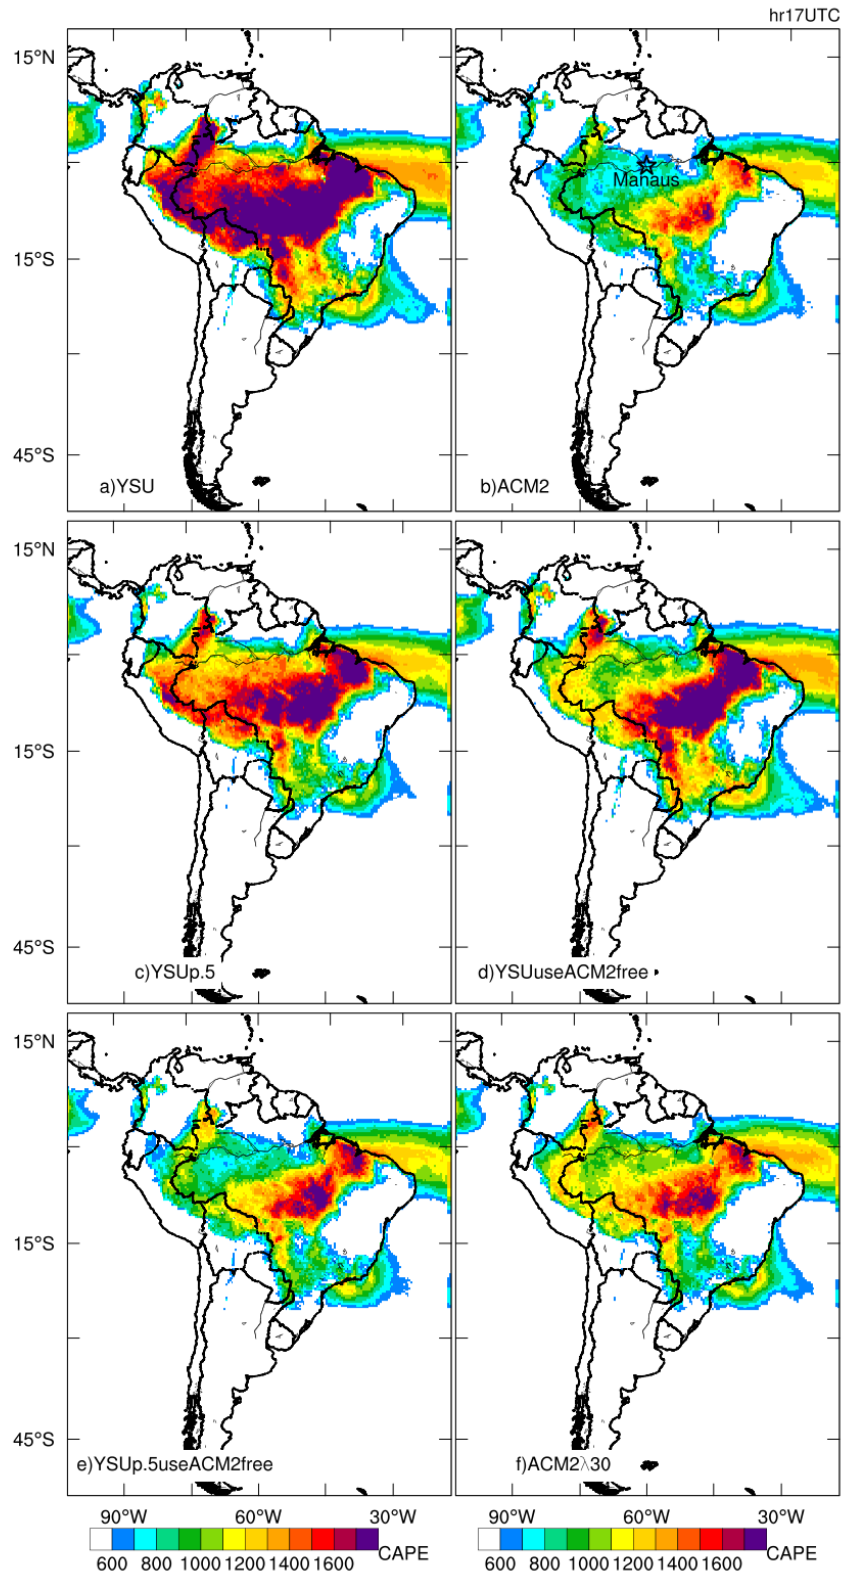 hr17UTC
15°N
15°S
45°S
a)YSU
Manaus
b)ACM2
15°N
15°S
45°S
c)YSUp.5
d)YSUuseACM2free
15°N
15°S
45°S
e)YSUp.5useACM2free
f)ACM2λ30
90°W 60°W 30°W 90°W 60°W 30°W
600 800 1000 1200 1400 1600 CAPE 600 800 1000 1200 1400 1600 CAPE